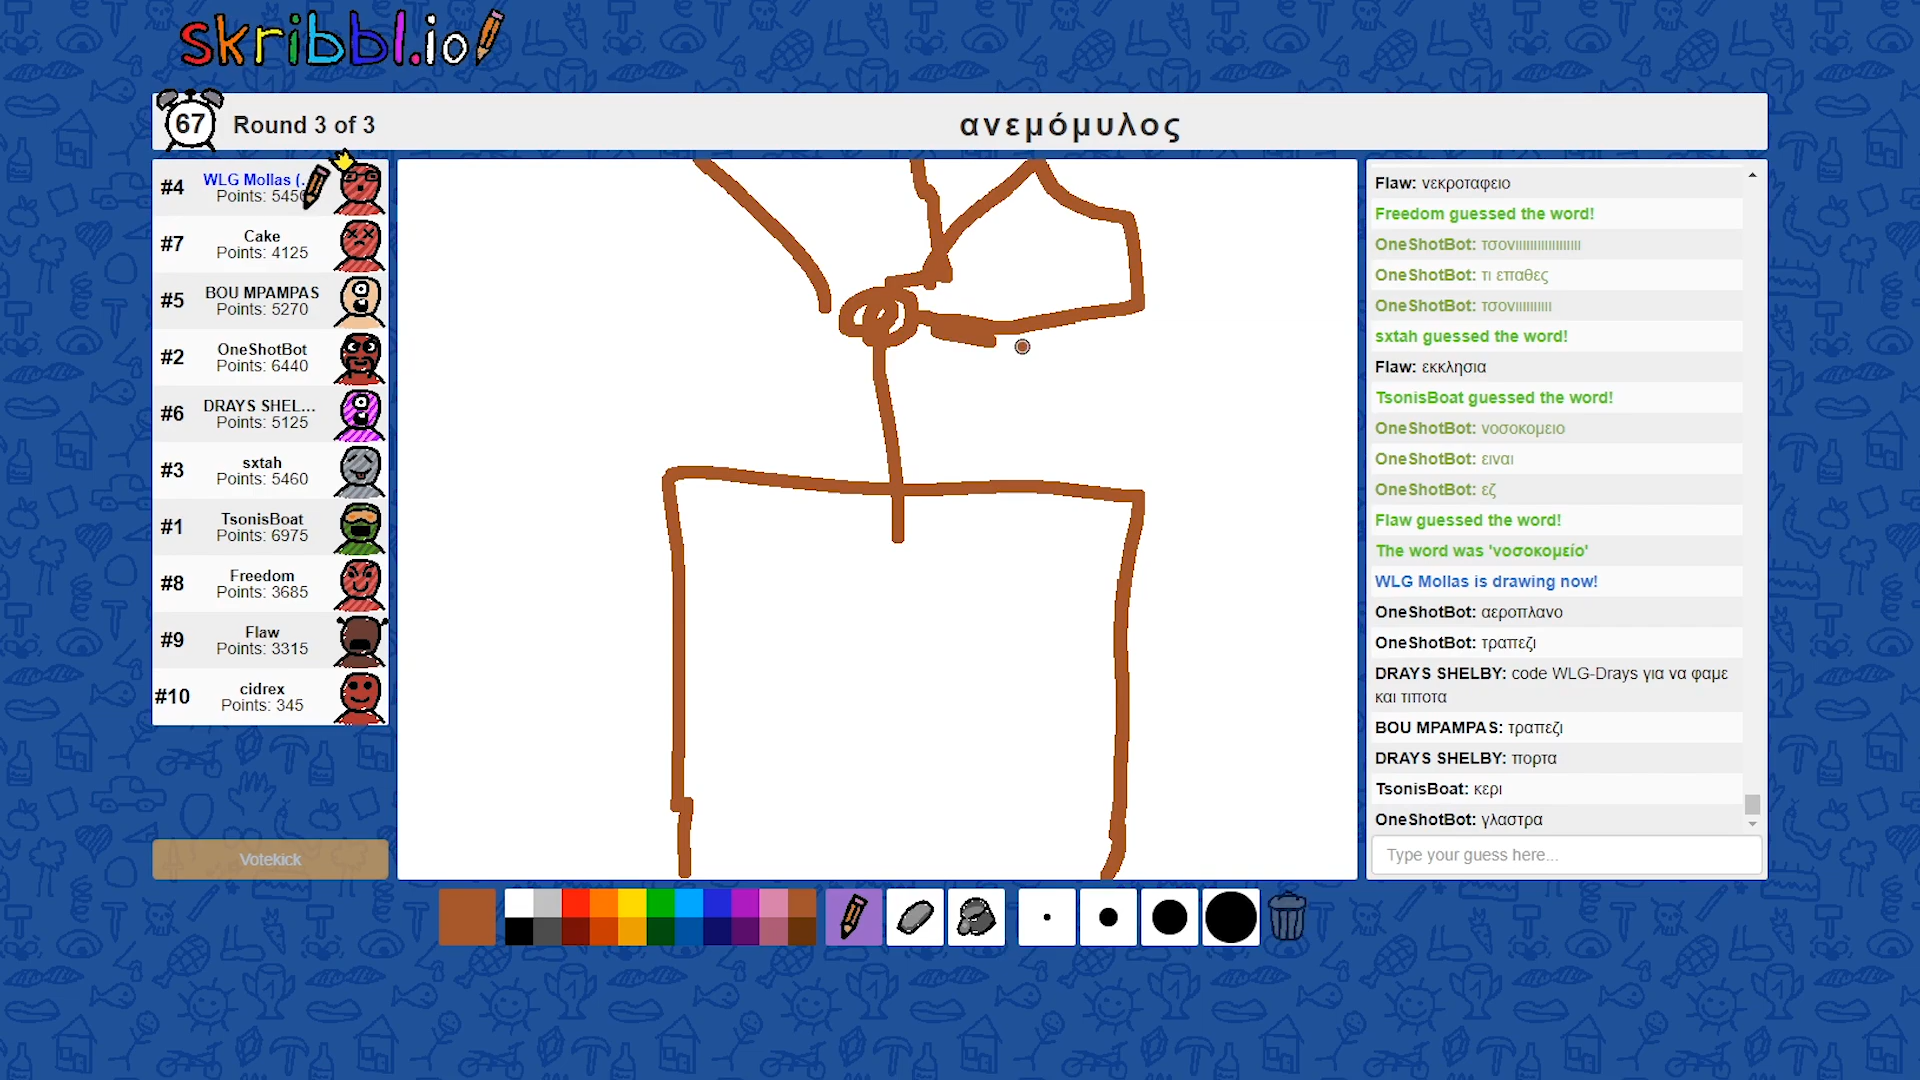 skribbl.io
67
Round 3 of 3
ανεμόμυλος
#4
WLG Mollas (.
Points: 5450
#7
Cake
Points: 4125
#5
BOU MPAMPAS
Points: 5270
#2
OneShotBot
Points: 6440
#6
DRAYS SHEL...
Points: 5125
#3
sxtah
Points: 5460
#1
TsonisBoat
Points: 6975
#8
Freedom
Points: 3685
#9
Flaw
Points: 3315
#10
cidrex
Points: 345
Votekick
Flaw: νεκροταφειο
Freedom guessed the word!
OneShotBot: τσονιιιιιιιιιιιιιιιιιι
OneShotBot: τι επαθες
OneShotBot: τσονιιιιιιιιιι
sxtah guessed the word!
Flaw: εκκλησια
TsonisBoat guessed the word!
OneShotBot: νοσοκομειο
OneShotBot: ειναι
OneShotBot: εζ
Flaw guessed the word!
The word was 'νοσοκομείο'
WLG Mollas is drawing now!
OneShotBot: αεροπλανο
OneShotBot: τραπεζι
DRAYS SHELBY: code WLG-Drays για να φαμε
και τιποτα
BOU MPAMPAS: τραπεζι
DRAYS SHELBY: πορτα
TsonisBoat: κερι
OneShotBot: γλαστρα
Type your guess here...